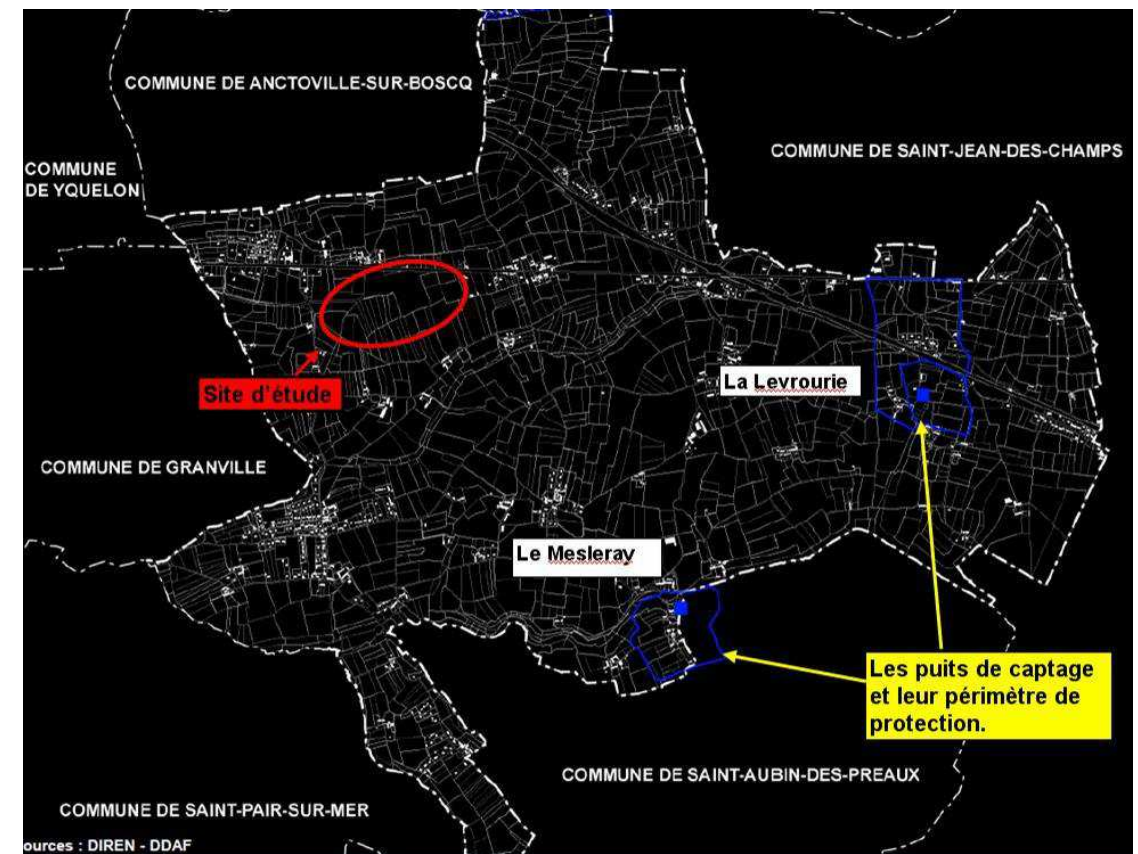 COMMUNE DE ANCTOVILLE-SUR-BOSCQ
COMMUNE DE SAINT-JEAN-DES-CHAMPS
COMMUNE
DE YQUELON
La Levrourie
Site d'étude
COMMUNE DE GRANVILLE
Le Mesleray
Les puits de captage
et leur périmètre de
protection.
COMMUNE DE SAINT-AUBIN-DES-PREAUX
COMMUNE DE SAINT-PAIR-SUR-MER
ources : DIREN - DDAF